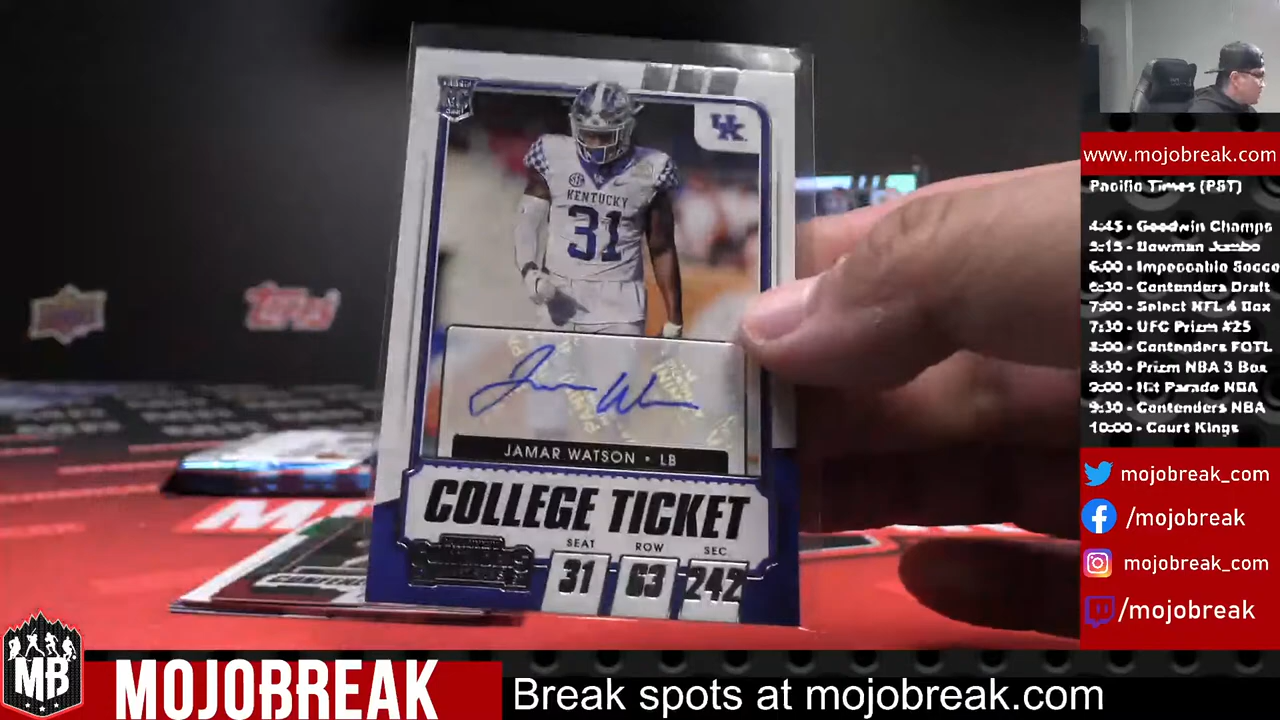 UK
SEC
KENTUCKY
31
JAMAR WATSON • LB
COLLEGE TICKET
SEAT ROW SEC
31 63 242
topps
www.mojobreak.com
Pacific Times (PST)
4:45 - Goodwin Champs
5:15 - Bowman Jumbo
6:00 - Impeccable Socce
6:30 - Contenders Draft
7:00 - Select NFL 4 Box
7:30 - UFC Prizm #25
8:00 - Contenders FOTL
8:30 - Prizm NBA 3 Box
9:00 - Hit Parade NBA
9:30 - Contenders NBA
10:00 - Court Kings
mojobreak_com
/mojobreak
mojobreak_com
/mojobreak
MB
MOJOBREAK
Break spots at mojobreak.com